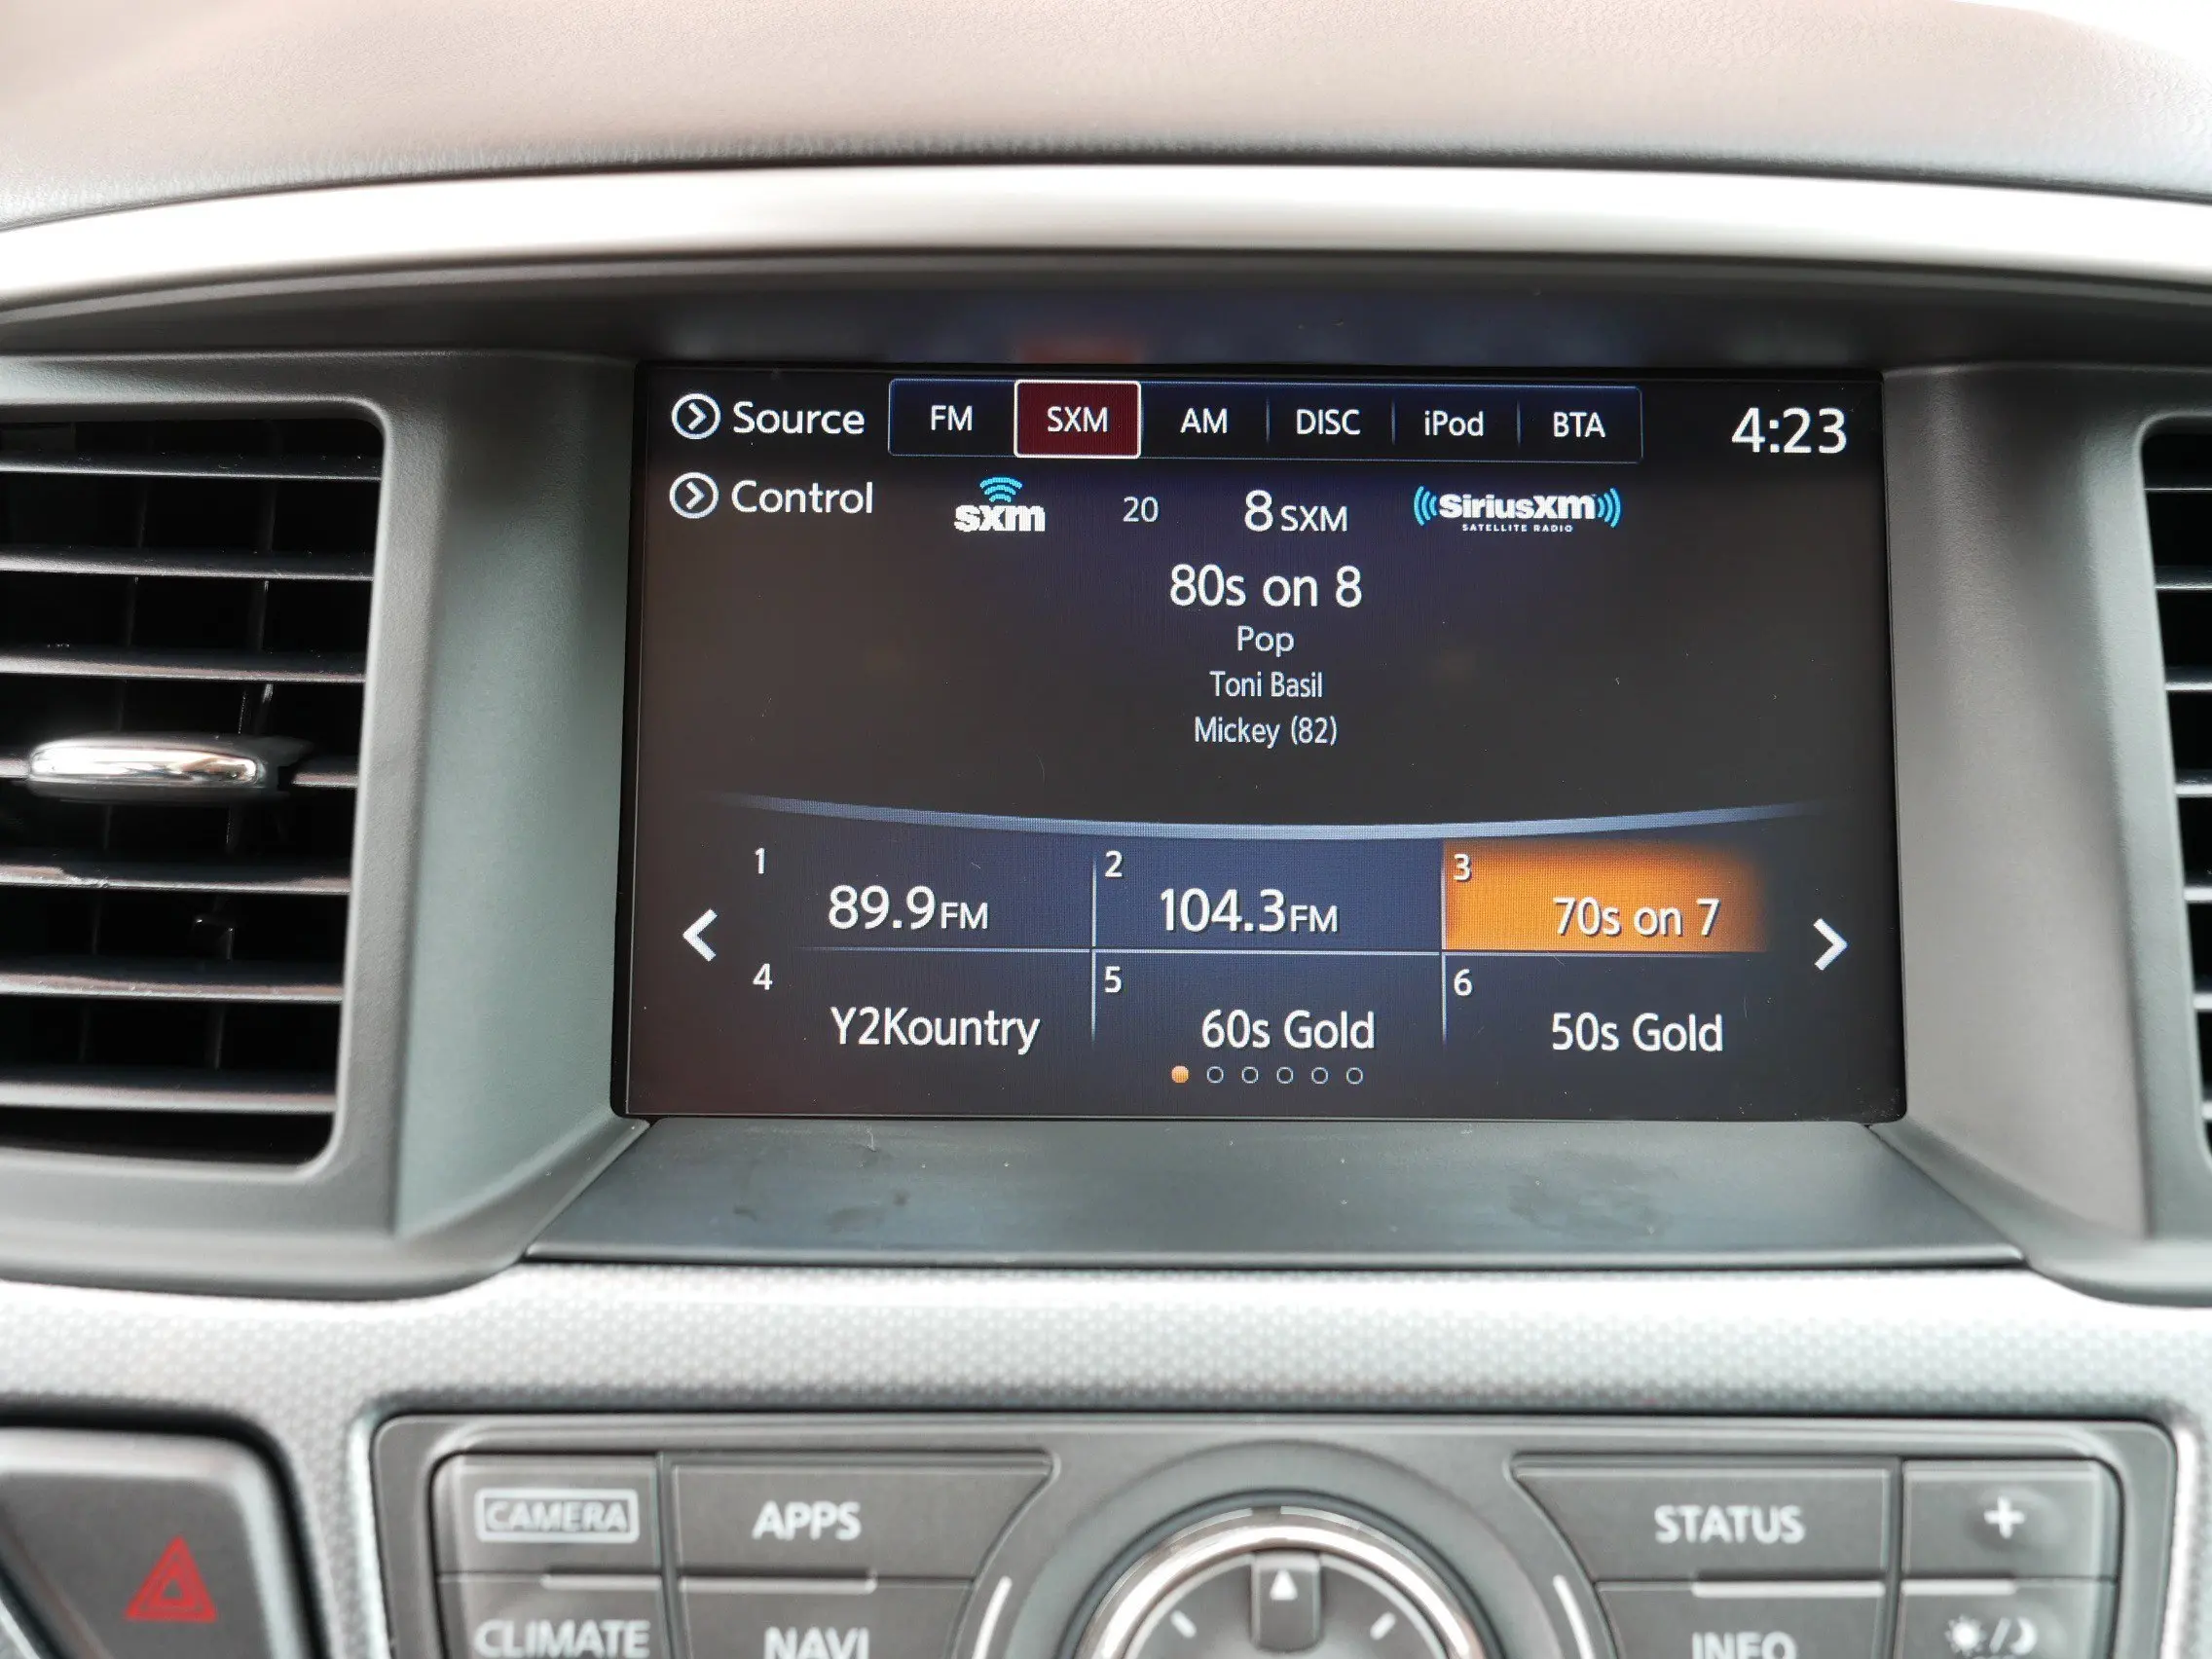 Source FM SXM AM DISC iPod BTA 4:23
Control sxm 20 8 SXM ((SiriusXM))
SATELLITE RADIO
80s on 8
Pop
Toni Basil
Mickey (82)
1 2 3
89.9FM 104.3FM 70s on 7
4 5 6
Y2Kountry 60s Gold 50s Gold
CAMERA APPS STATUS +
CLIMATE NAVI INFO